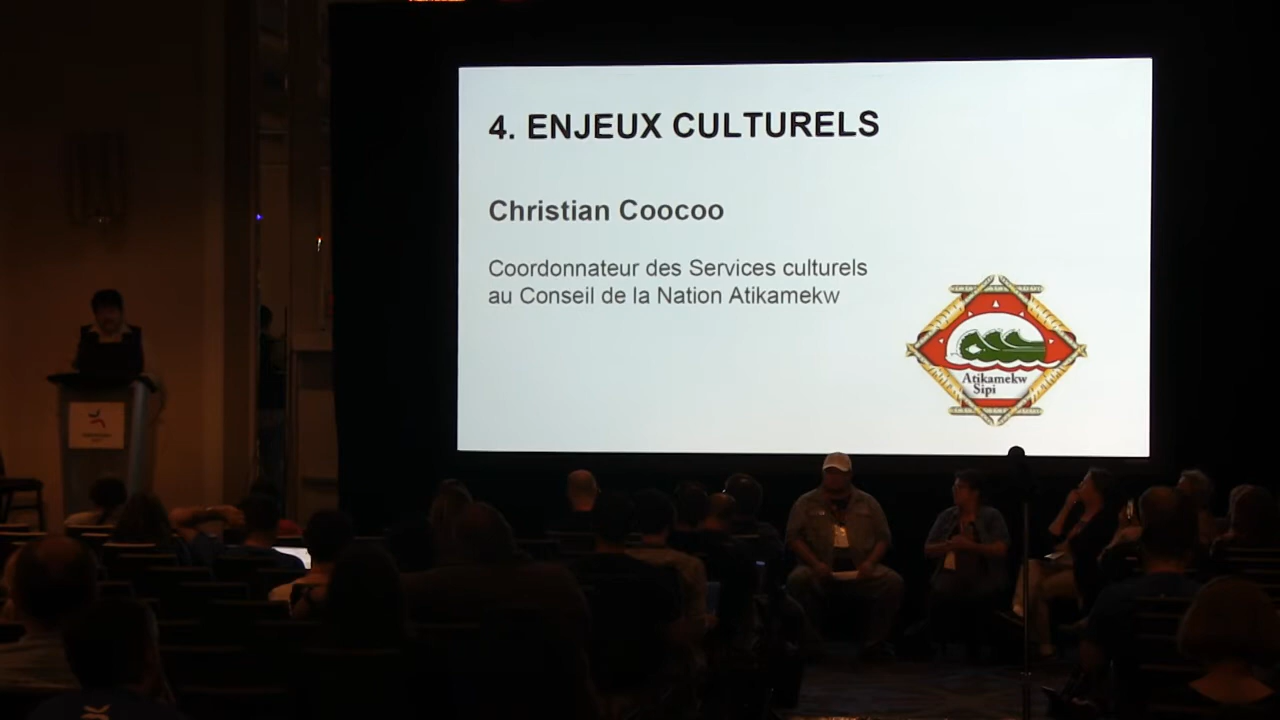 4. ENJEUX CULTURELS
Christian Coocoo
Coordonnateur des Services culturels
au Conseil de la Nation Atikamekw
Atikamekw
Sipi